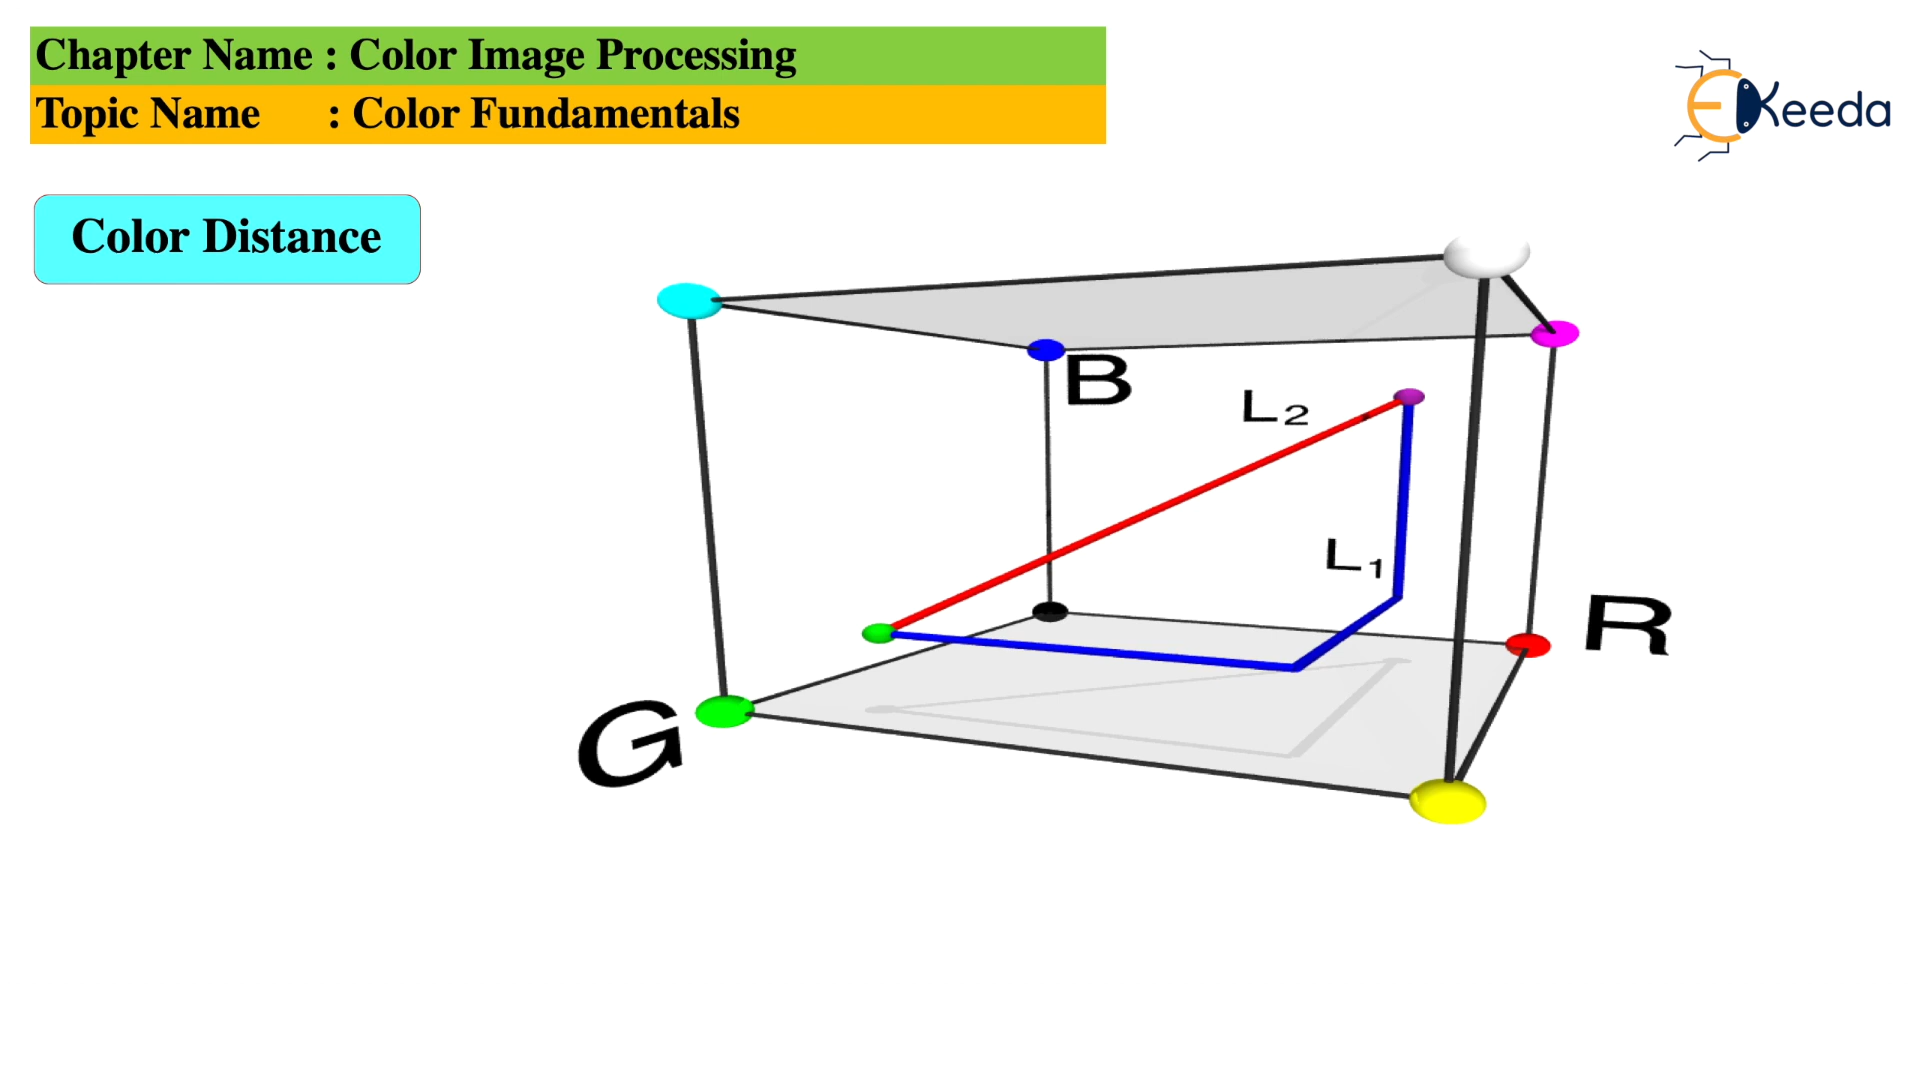 Chapter Name : Color Image Processing
Topic Name : Color Fundamentals
EKeeda
Color Distance
B
L2
L1
R
G